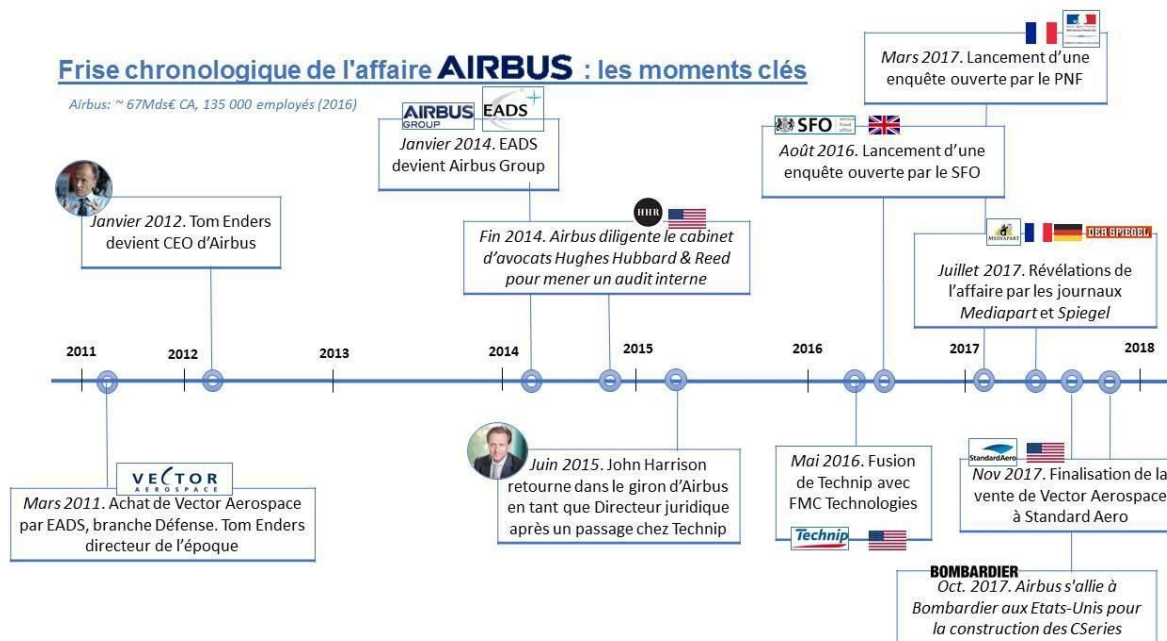 Frise chronologique de l'affaire AIRBUS : les moments clés
Airbus: ~ 67Mds€ CA, 135 000 employés (2016)
Mars 2017. Lancement d'une
enquête ouverte par le PNF
AIRBUS
GROUP
EADS
Janvier 2014. EADS
devient Airbus Group
SFO
Août 2016. Lancement d'une
enquête ouverte par le SFO
Janvier 2012. Tom Enders
devient CEO d'Airbus
HHR
Fin 2014. Airbus diligente le cabinet
d'avocats Hughes Hubbard & Reed
pour mener un audit interne
MEDIAPART
DER SPIEGEL
Juillet 2017. Révélations de
l'affaire par les journaux
Mediapart et Spiegel
2011
2012
2013
2014
2015
2016
2017
2018
VECTOR
AEROSPACE
Mars 2011. Achat de Vector Aerospace
par EADS, branche Défense. Tom Enders
directeur de l'époque
Juin 2015. John Harrison
retourne dans le giron d'Airbus
en tant que Directeur juridique
après un passage chez Technip
Mai 2016. Fusion
de Technip avec
FMC Technologies
Technip
StandardAero
Nov 2017. Finalisation de la
vente de Vector Aerospace
à Standard Aero
BOMBARDIER
Oct. 2017. Airbus s'allie à
Bombardier aux Etats-Unis pour
la construction des CSeries